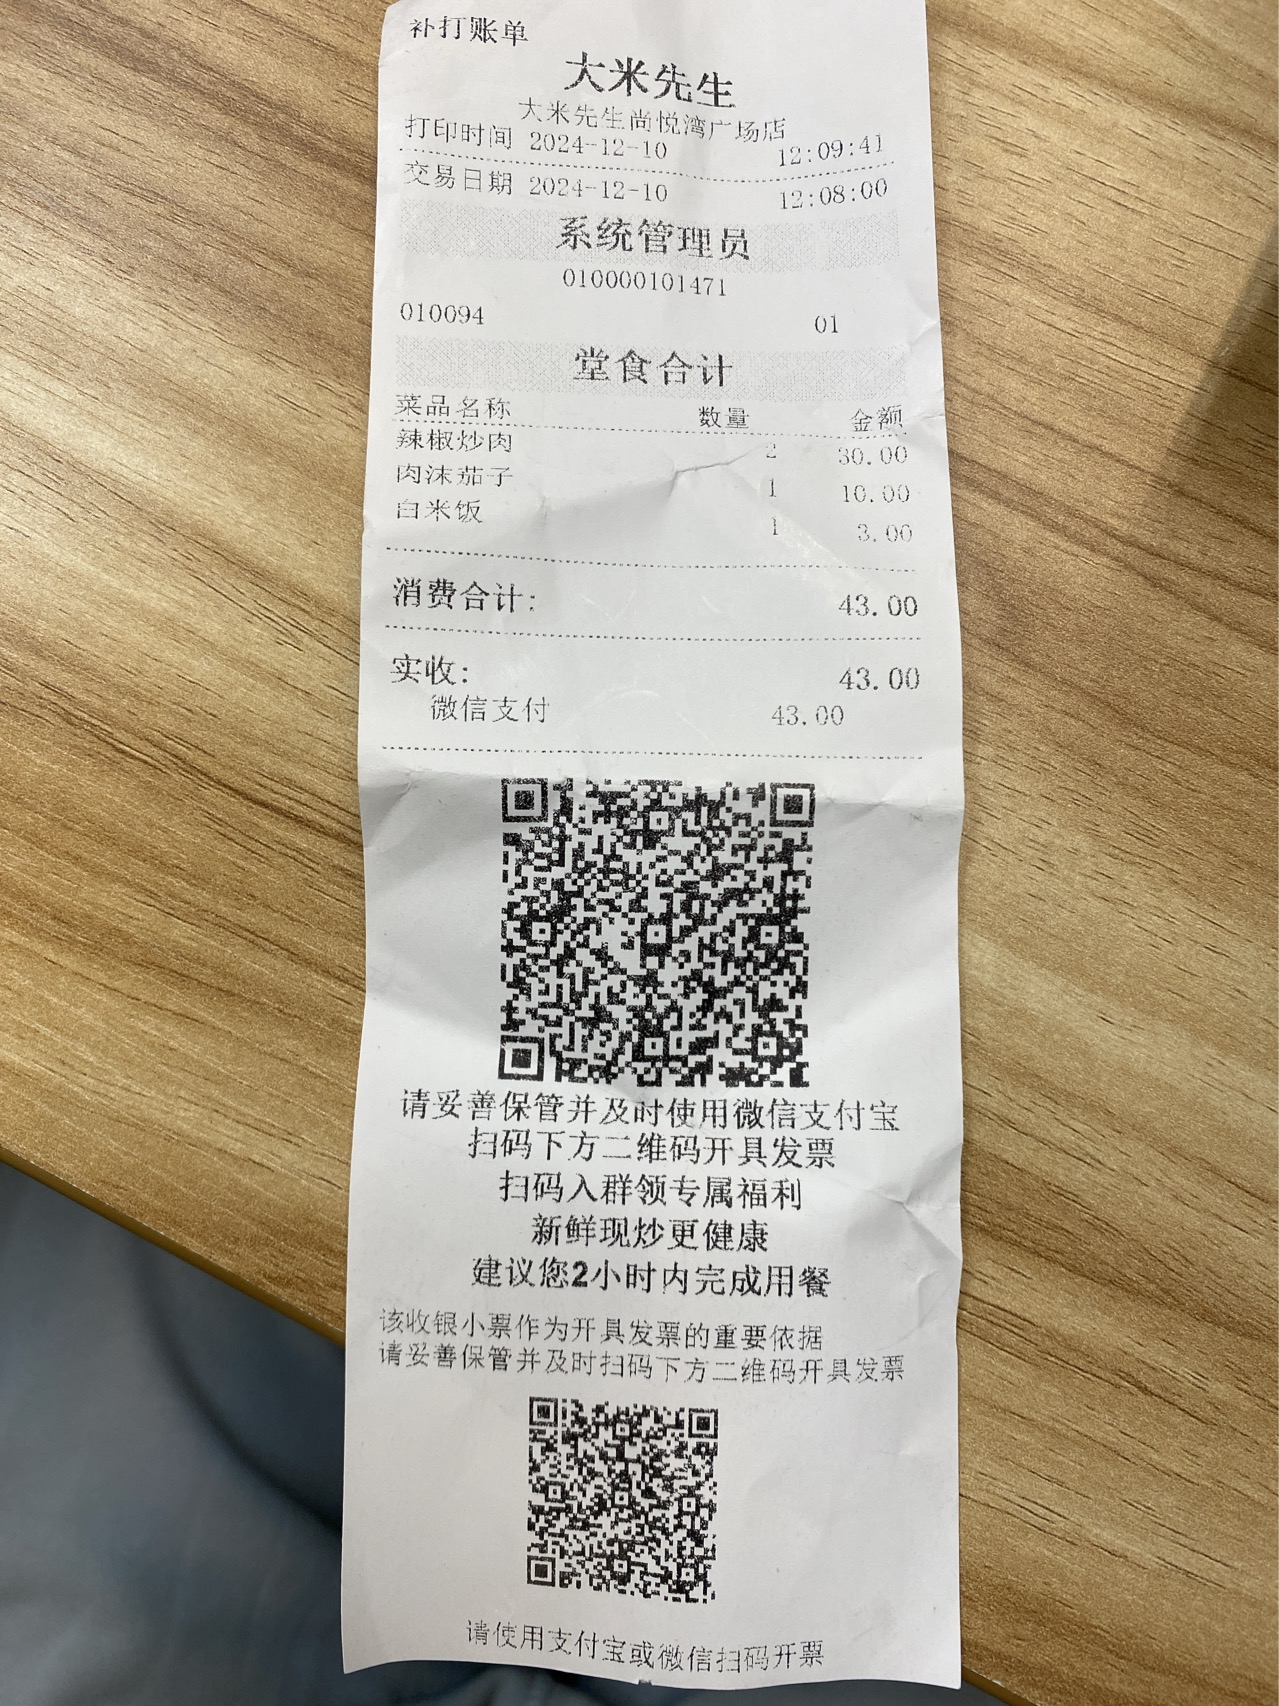 补打账单
大米先生
大米先生尚悦湾广场店
打印时间 2024-12-10 12:09:41
交易日期 2024-12-10 12:08:00
系统管理员
010000101471
010094 01
堂食合计
菜品名称 数量 金额
辣椒炒肉 2 30.00
肉沫茄子 1 10.00
白米饭 1 3.00
消费合计: 43.00
实收: 43.00
微信支付 43.00
请妥善保管并及时使用微信支付宝
扫码下方二维码开具发票
扫码入群领专属福利
新鲜现炒更健康
建议您2小时内完成用餐
该收银小票作为开具发票的重要依据
请妥善保管并及时扫码下方二维码开具发票
请使用支付宝或微信扫码开票